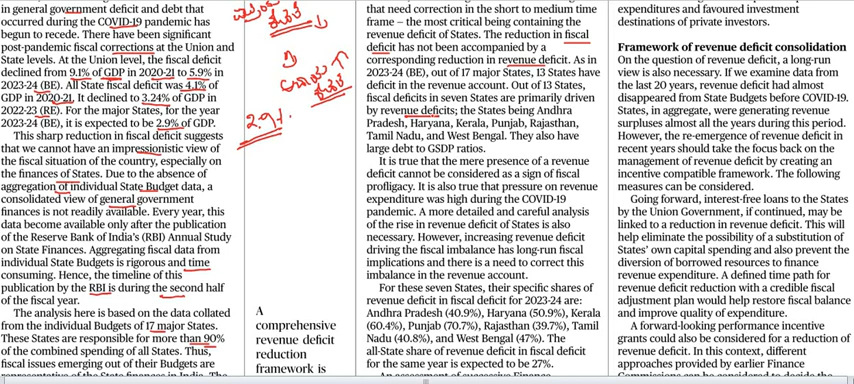 in general government deficit and debt that
occurred during the COVID-19 pandemic has
begun to recede. There have been significant
post-pandemic fiscal corrections at the Union and
State levels. At the Union level, the fiscal deficit
declined from 9.1% of GDP in 2020-21 to 5.9% in
2023-24 (BE). All State fiscal deficit was 4.1% of
GDP in 2020-21. It declined to 3.24% of GDP in
2022-23 (RE). For the major States, for the year
2023-24 (BE), it is expected to be 2.9% of GDP.
This sharp reduction in fiscal deficit suggests
that we cannot have an impressionistic view of
the fiscal situation of the country, especially on
the finances of States. Due to the absence of
aggregation of individual State Budget data, a
consolidated view of general government
finances is not readily available. Every year, this
data become available only after the publication
of the Reserve Bank of India's (RBI) Annual Study
on State Finances. Aggregating fiscal data from
individual State Budgets is rigorous and time
consuming. Hence, the timeline of this
publication by the RBI is during the second half
of the fiscal year.
The analysis here is based on the data collated
from the individual Budgets of 17 major States.
These States are responsible for more than 90%
of the combined spending of all States. Thus,
fiscal issues emerging out of their Budgets are
representative of the State finances in India. The
2.9%
A
comprehensive
revenue deficit
reduction
framework is
that need correction in the short to medium time
frame – the most critical being containing the
revenue deficit of States. The reduction in fiscal
deficit has not been accompanied by a
corresponding reduction in revenue deficit. As in
2023-24 (BE), out of 17 major States, 13 States have
deficit in the revenue account. Out of 13 States,
fiscal deficits in seven States are primarily driven
by revenue deficits; the States being Andhra
Pradesh, Haryana, Kerala, Punjab, Rajasthan,
Tamil Nadu, and West Bengal. They also have
large debt to GSDP ratios.
It is true that the mere presence of a revenue
deficit cannot be considered as a sign of fiscal
profligacy. It is also true that pressure on revenue
expenditure was high during the COVID-19
pandemic. A more detailed and careful analysis
of the rise in revenue deficit of States is also
necessary. However, increasing revenue deficit
driving the fiscal imbalance has long-run fiscal
implications and there is a need to correct this
imbalance in the revenue account.
For these seven States, their specific shares of
revenue deficit in fiscal deficit for 2023-24 are:
Andhra Pradesh (40.9%), Haryana (50.9%), Kerala
(60.4%), Punjab (70.7%), Rajasthan (39.7%), Tamil
Nadu (40.8%), and West Bengal (47%). The
all-State share of revenue deficit in fiscal deficit
for the same year is expected to be 27%.
An assessment of successive Finance
expenditures and favoured investment
destinations of private investors.
Framework of revenue deficit consolidation
On the question of revenue deficit, a long-run
view is also necessary. If we examine data from
the last 20 years, revenue deficit had almost
disappeared from State Budgets before COVID-19.
States, in aggregate, were generating revenue
surpluses almost all the years during this period.
However, the re-emergence of revenue deficit in
recent years should take the focus back on the
management of revenue deficit by creating an
incentive compatible framework. The following
measures can be considered.
Going forward, interest-free loans to the States
by the Union Government, if continued, may be
linked to a reduction in revenue deficit. This will
help eliminate the possibility of a substitution of
States' own capital spending and also prevent the
diversion of borrowed resources to finance
revenue expenditure. A defined time path for
revenue deficit reduction with a credible fiscal
adjustment plan would help restore fiscal balance
and improve quality of expenditure.
A forward-looking performance incentive
grants could also be considered for a reduction of
revenue deficit. In this context, different
approaches provided by earlier Finance